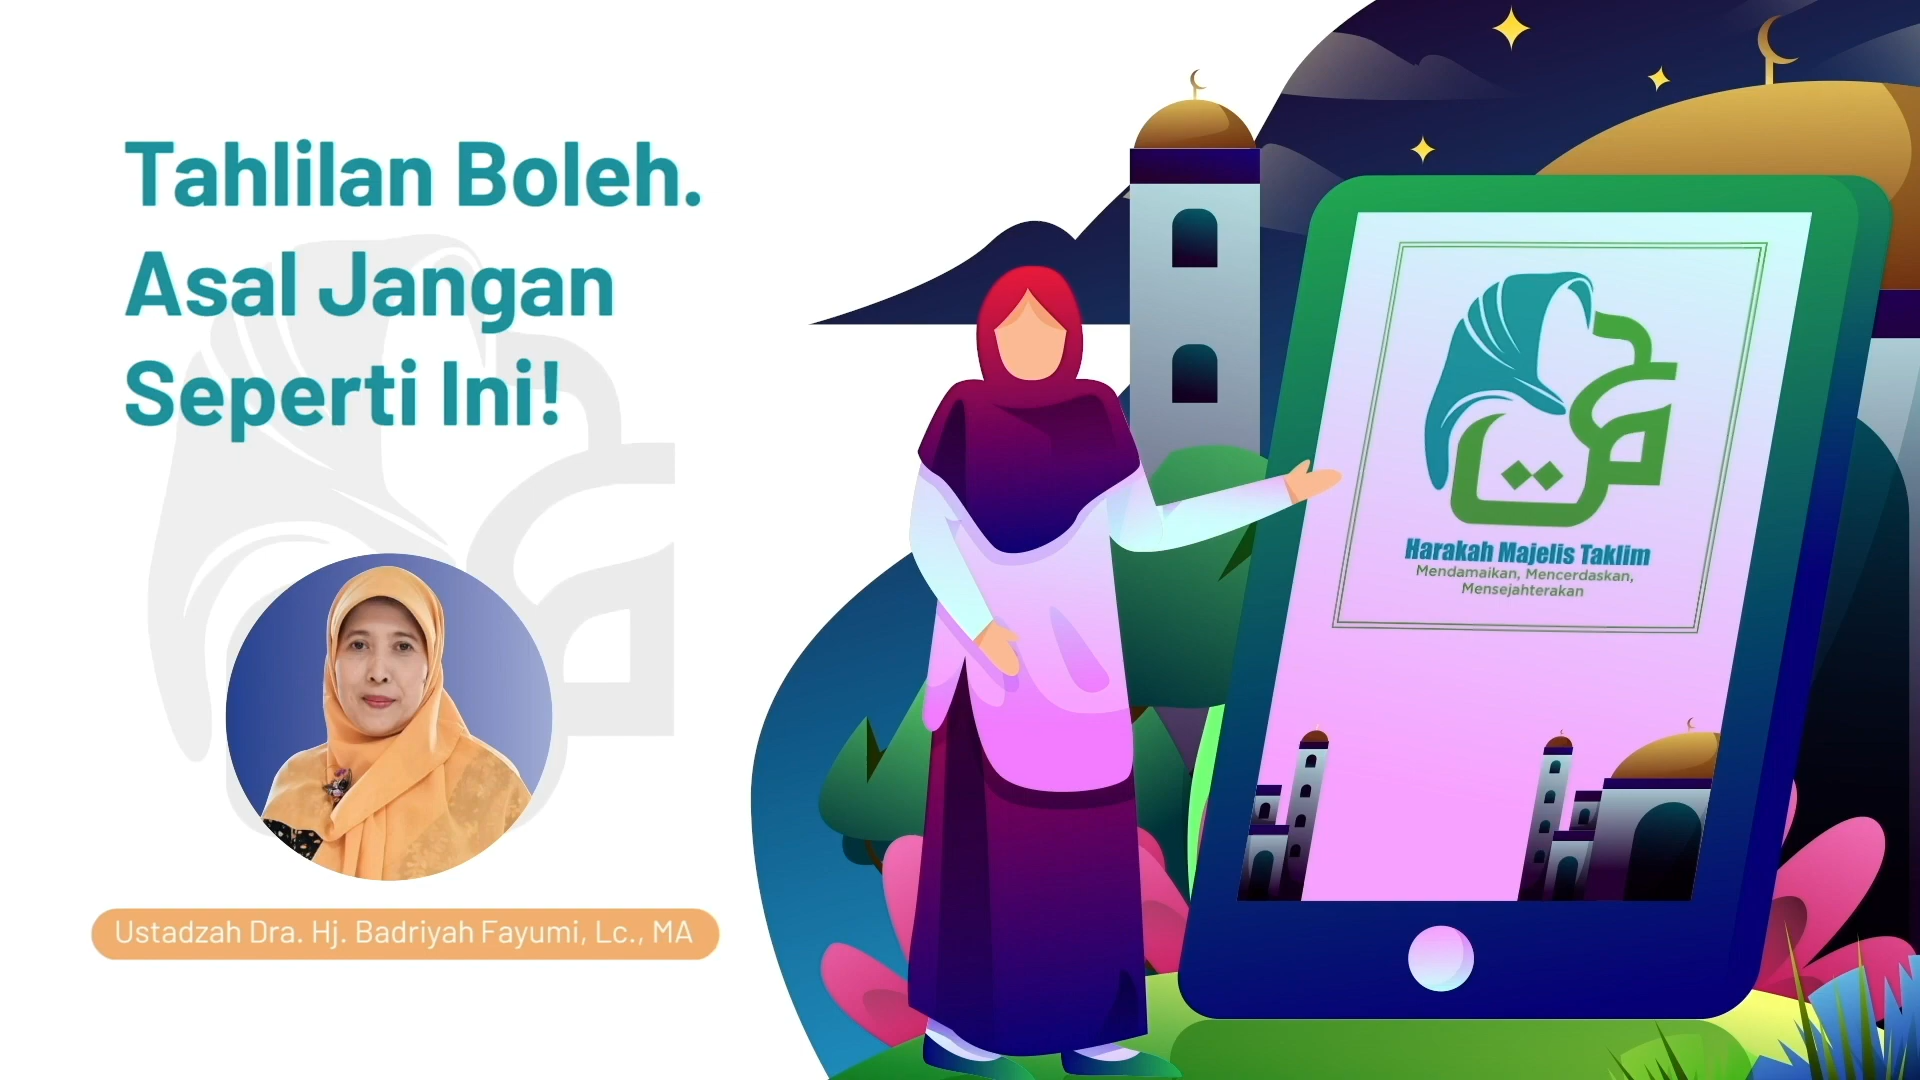 Tahlilan Boleh.
Asal Jangan
Seperti Ini!
Ustadzah Dra. Hj. Badriyah Fayumi, Lc., MA
Harakah Majelis Taklim
Mendamaikan, Mencerdaskan,
Mensejahterakan